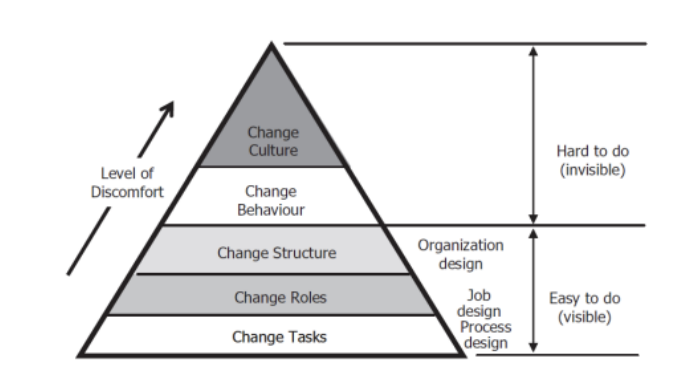 Change
Culture
Hard to do
(invisible)
Level of
Discomfort
Change
Behaviour
Change Structure
Organization
design
Change Roles
Job
design
Process
design
Easy to do
(visible)
Change Tasks